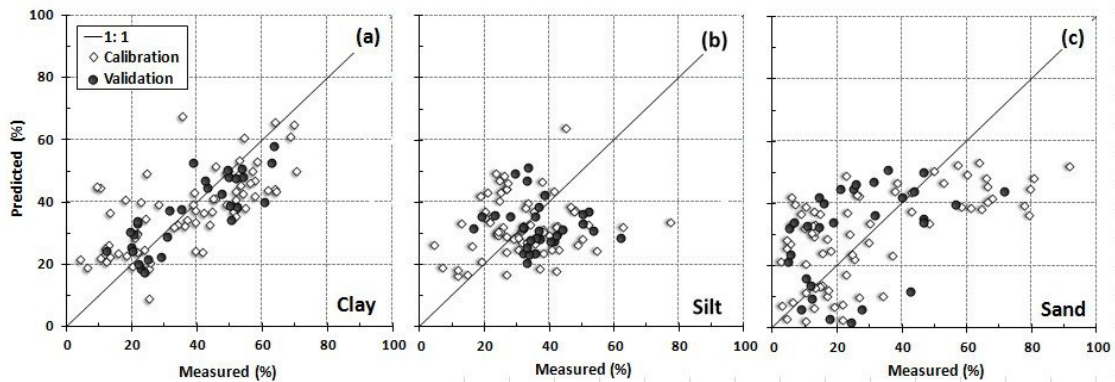 1: 1
Calibration
Validation
(a)
(b)
(c)
100
80
60
40
20
0
Predicted (%)
Clay
Silt
Sand
0 20 40 60 80 100
0 20 40 60 80 100
0 20 40 60 80 100
Measured (%)
Measured (%)
Measured (%)